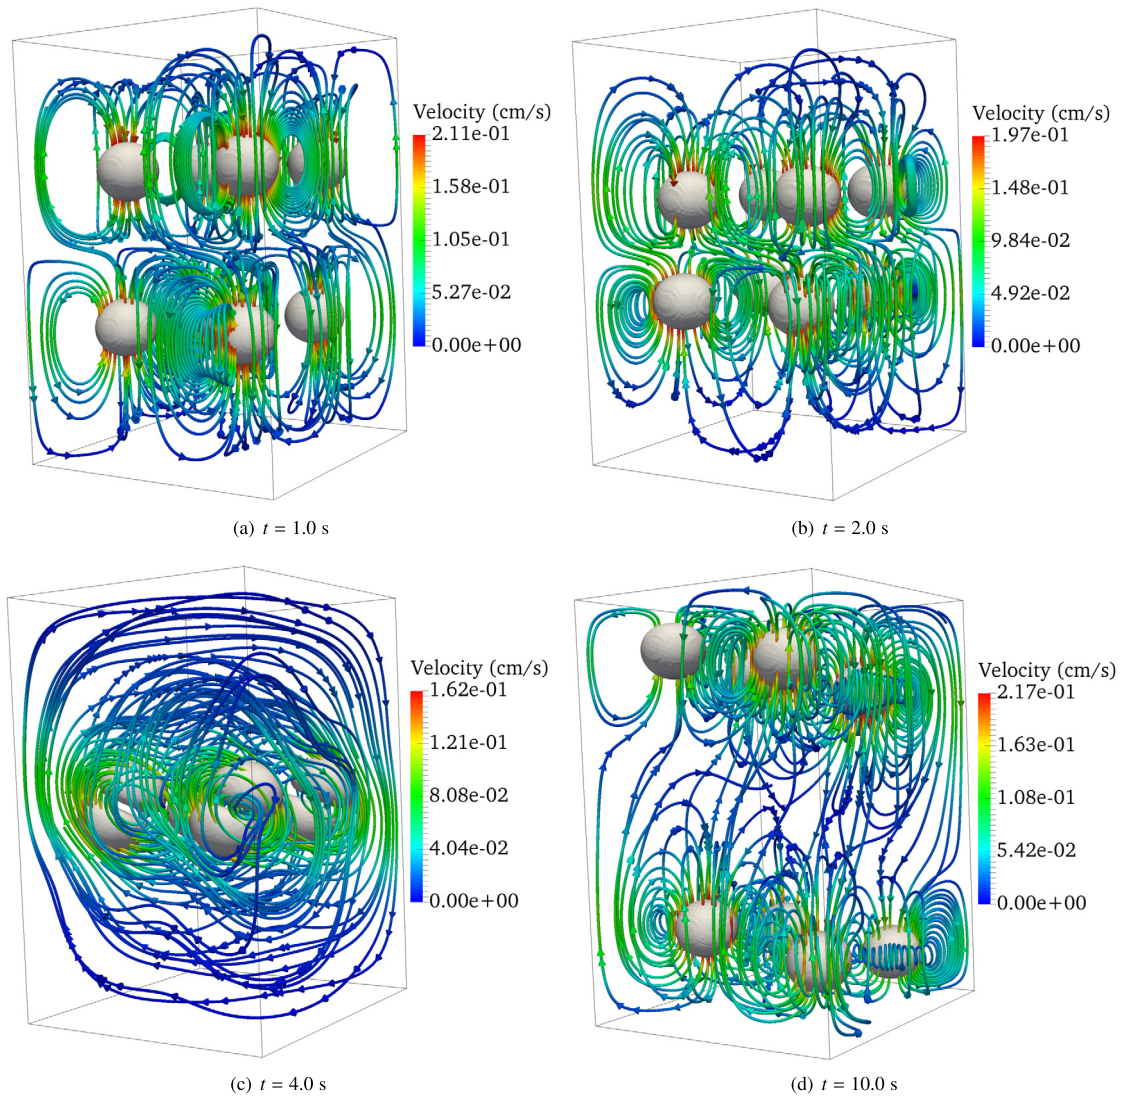 Velocity (cm/s)
2.11e-01
1.58e-01
1.05e-01
5.27e-02
0.00e+00
(a) t = 1.0 s
Velocity (cm/s)
1.97e-01
1.48e-01
9.84e-02
4.92e-02
0.00e+00
(b) t = 2.0 s
Velocity (cm/s)
1.62e-01
1.21e-01
8.08e-02
4.04e-02
0.00e+00
(c) t = 4.0 s
Velocity (cm/s)
2.17e-01
1.63e-01
1.08e-01
5.42e-02
0.00e+00
(d) t = 10.0 s